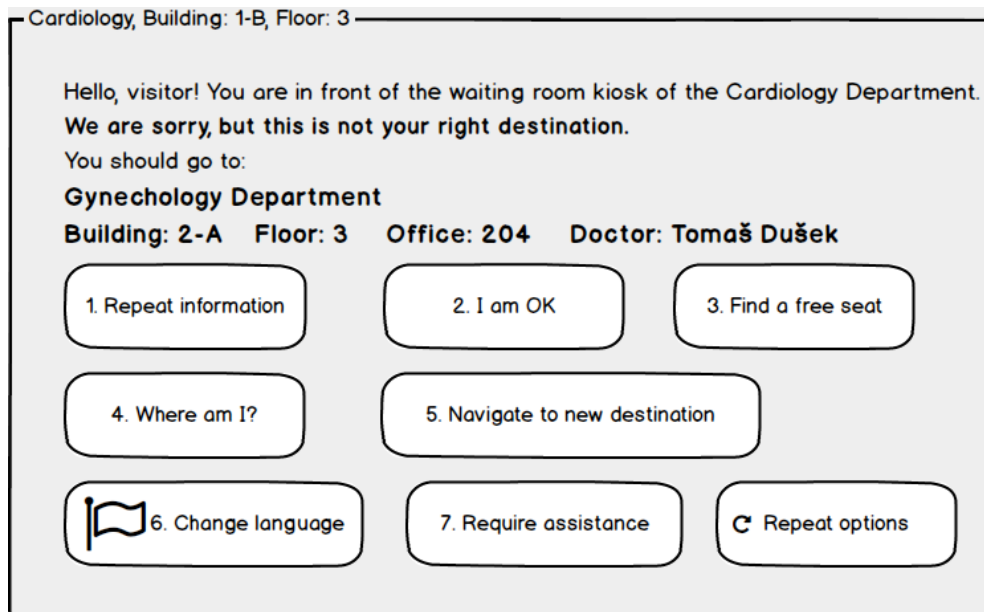 Cardiology, Building: 1-B, Floor: 3
Hello, visitor! You are in front of the waiting room kiosk of the Cardiology Department.
We are sorry, but this is not your right destination.
You should go to:
Gynechology Department
Building: 2-A Floor: 3 Office: 204 Doctor: Tomaš Dušek
1. Repeat information
2. I am OK
3. Find a free seat
4. Where am I?
5. Navigate to new destination
6. Change language
7. Require assistance
Repeat options